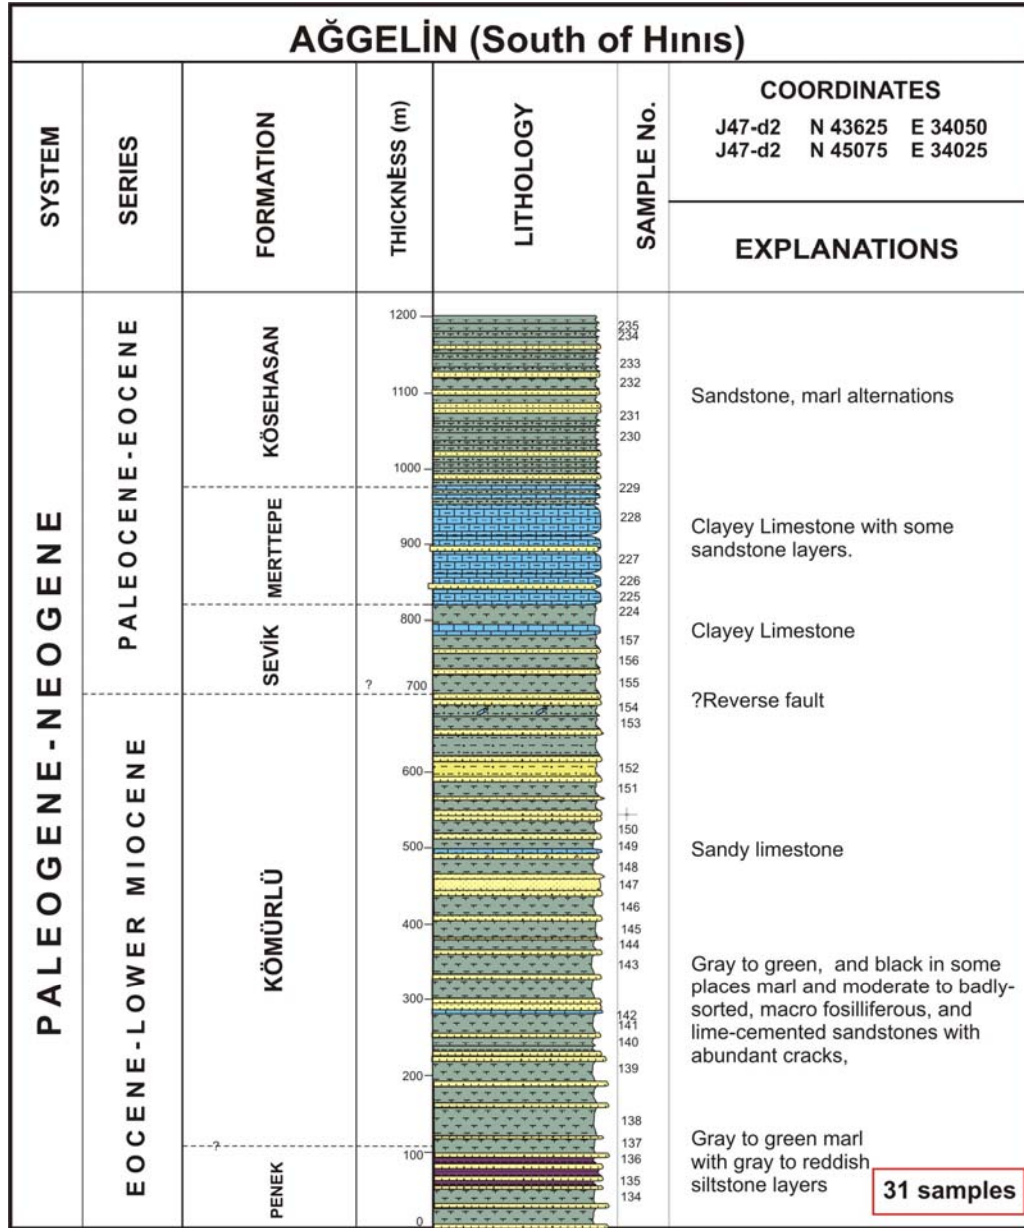 AĞGELİN (South of Hınıs)
SYSTEM
SERIES
FORMATION
THICKNESS (m)
LITHOLOGY
SAMPLE No.
COORDINATES
J47-d2 N 43625 E 34050
J47-d2 N 45075 E 34025
EXPLANATIONS
PALEOGENE-NEOGENE
PALEOCENE-EOCENE
EOCENE-LOWER MIOCENE
KÖSEHASAN
MERTTEPE
SEVİK
KÖMÜRLÜ
?
PENEK
1200
1100
1000
900
800
? 700
600
500
400
300
200
100
0
235
234
233
232
231
230
229
228
227
226
225
224
157
156
155
154
153
152
151
150
149
148
147
146
145
144
143
142
141
140
139
138
137
136
135
134
Sandstone, marl alternations
Clayey Limestone with some
sandstone layers.
Clayey Limestone
?Reverse fault
Sandy limestone
Gray to green, and black in some
places marl and moderate to badly-
sorted, macro fosilliferous, and
lime-cemented sandstones with
abundant cracks,
Gray to green marl
with gray to reddish
siltstone layers
31 samples